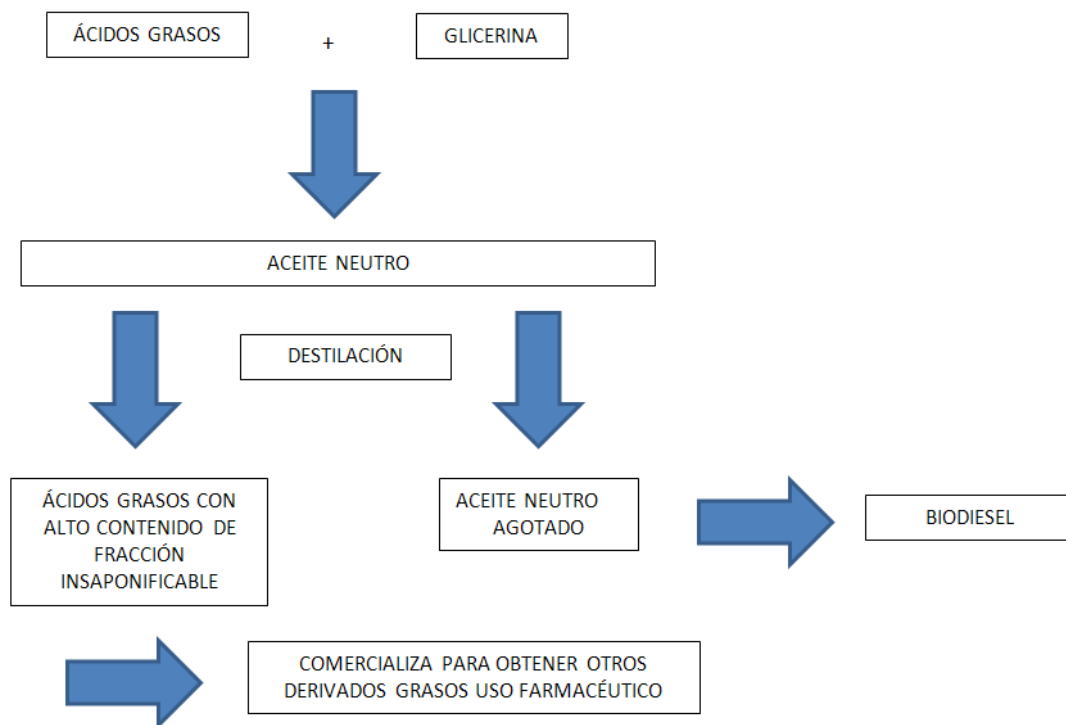 ÁCIDOS GRASOS
+
GLICERINA
ACEITE NEUTRO
DESTILACIÓN
ÁCIDOS GRASOS CON
ALTO CONTENIDO DE
FRACCIÓN
INSAPONIFICABLE
ACEITE NEUTRO
AGOTADO
BIODIESEL
COMERCIALIZA PARA OBTENER OTROS
DERIVADOS GRASOS USO FARMACÉUTICO